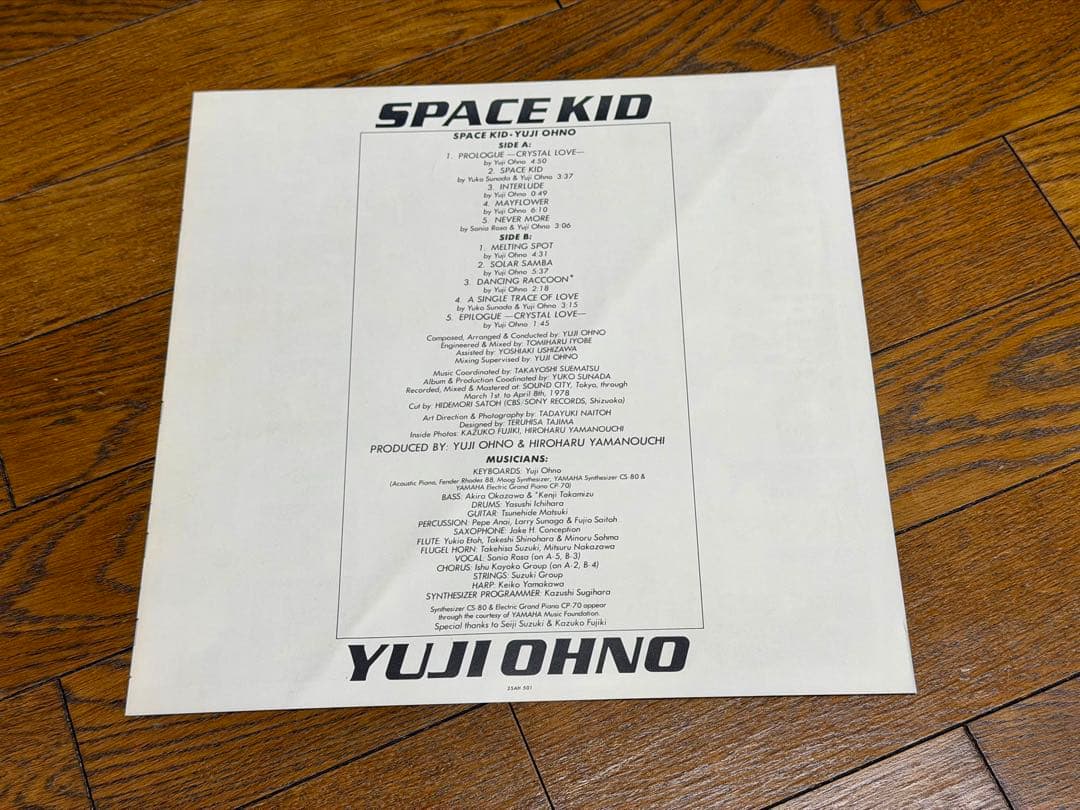 SPACE KID
SPACE KID • YUJI OHNO
SIDE A:
1. PROLOGUE —CRYSTAL LOVE—
by Yuji Ohno 4:50
2. SPACE KID
by Yuko Sunada & Yuji Ohno 3:37
3. INTERLUDE
by Yuji Ohno 0:49
4. MAYFLOWER
by Yuji Ohno 6:10
5. NEVER MORE
by Sonia Rosa & Yuji Ohno 3:06
SIDE B:
1. MELTING SPOT
by Yuji Ohno 4:31
2. SOLAR SAMBA
by Yuji Ohno 5:37
3. DANCING RACCOON*
by Yuji Ohno 2:18
4. A SINGLE TRACE OF LOVE
by Yuko Sunada & Yuji Ohno 3:15
5. EPILOGUE —CRYSTAL LOVE—
by Yuji Ohno 1:45
Composed, Arranged & Conducted by: YUJI OHNO
Engineered & Mixed by: TOMIHARU IYOBE
Assisted by: YOSHIAKI USHIZAWA
Mixing Supervised by: YUJI OHNO
Music Coordinated by: TAKAYOSHI SUEMATSU
Album & Production Coodinated by: YUKO SUNADA
Recorded, Mixed & Mastered at: SOUND CITY, Tokyo, through
March 1st to April 8th, 1978
Cut by: HIDEMORI SATOH (CBS/SONY RECORDS, Shizuoka)
Art Direction & Photography by: TADAYUKI NAITOH
Designed by: TERUHISA TAJIMA
Inside Photos: KAZUKO FUJIKI, HIROHARU YAMANOUCHI
PRODUCED BY: YUJI OHNO & HIROHARU YAMANOUCHI
MUSICIANS:
KEYBOARDS: Yuji Ohno
(Acoustic Piano, Fender Rhodes 88, Moog Synthesizer, YAMAHA Synthesizer CS-80 &
YAMAHA Electric Grand Piano CP-70)
BASS: Akira Okazawa & *Kenji Takamizu
DRUMS: Yasushi Ichihara
GUITAR: Tsunehide Matsuki
PERCUSSION: Pepe Anai, Larry Sunaga & Fujio Saitoh
SAXOPHONE: Jake H. Conception
FLUTE: Yukio Etoh, Takeshi Shinohara & Minoru Sohma
FLUGEL HORN: Takehisa Suzuki, Mitsuru Nakazawa
VOCAL: Sonia Rosa (on A-5, B-3)
CHORUS: Ishu Kayoko Group (on A-2, B-4)
STRINGS: Suzuki Group
HARP: Keiko Yamakawa
SYNTHESIZER PROGRAMMER: Kazushi Sugihara
Synthesizer CS-80 & Electric Grand Piano CP-70 appear
through the courtesy of YAMAHA Music Foundation.
Special thanks to Seiji Suzuki & Kazuko Fujiki
YUJI OHNO
25AH 501